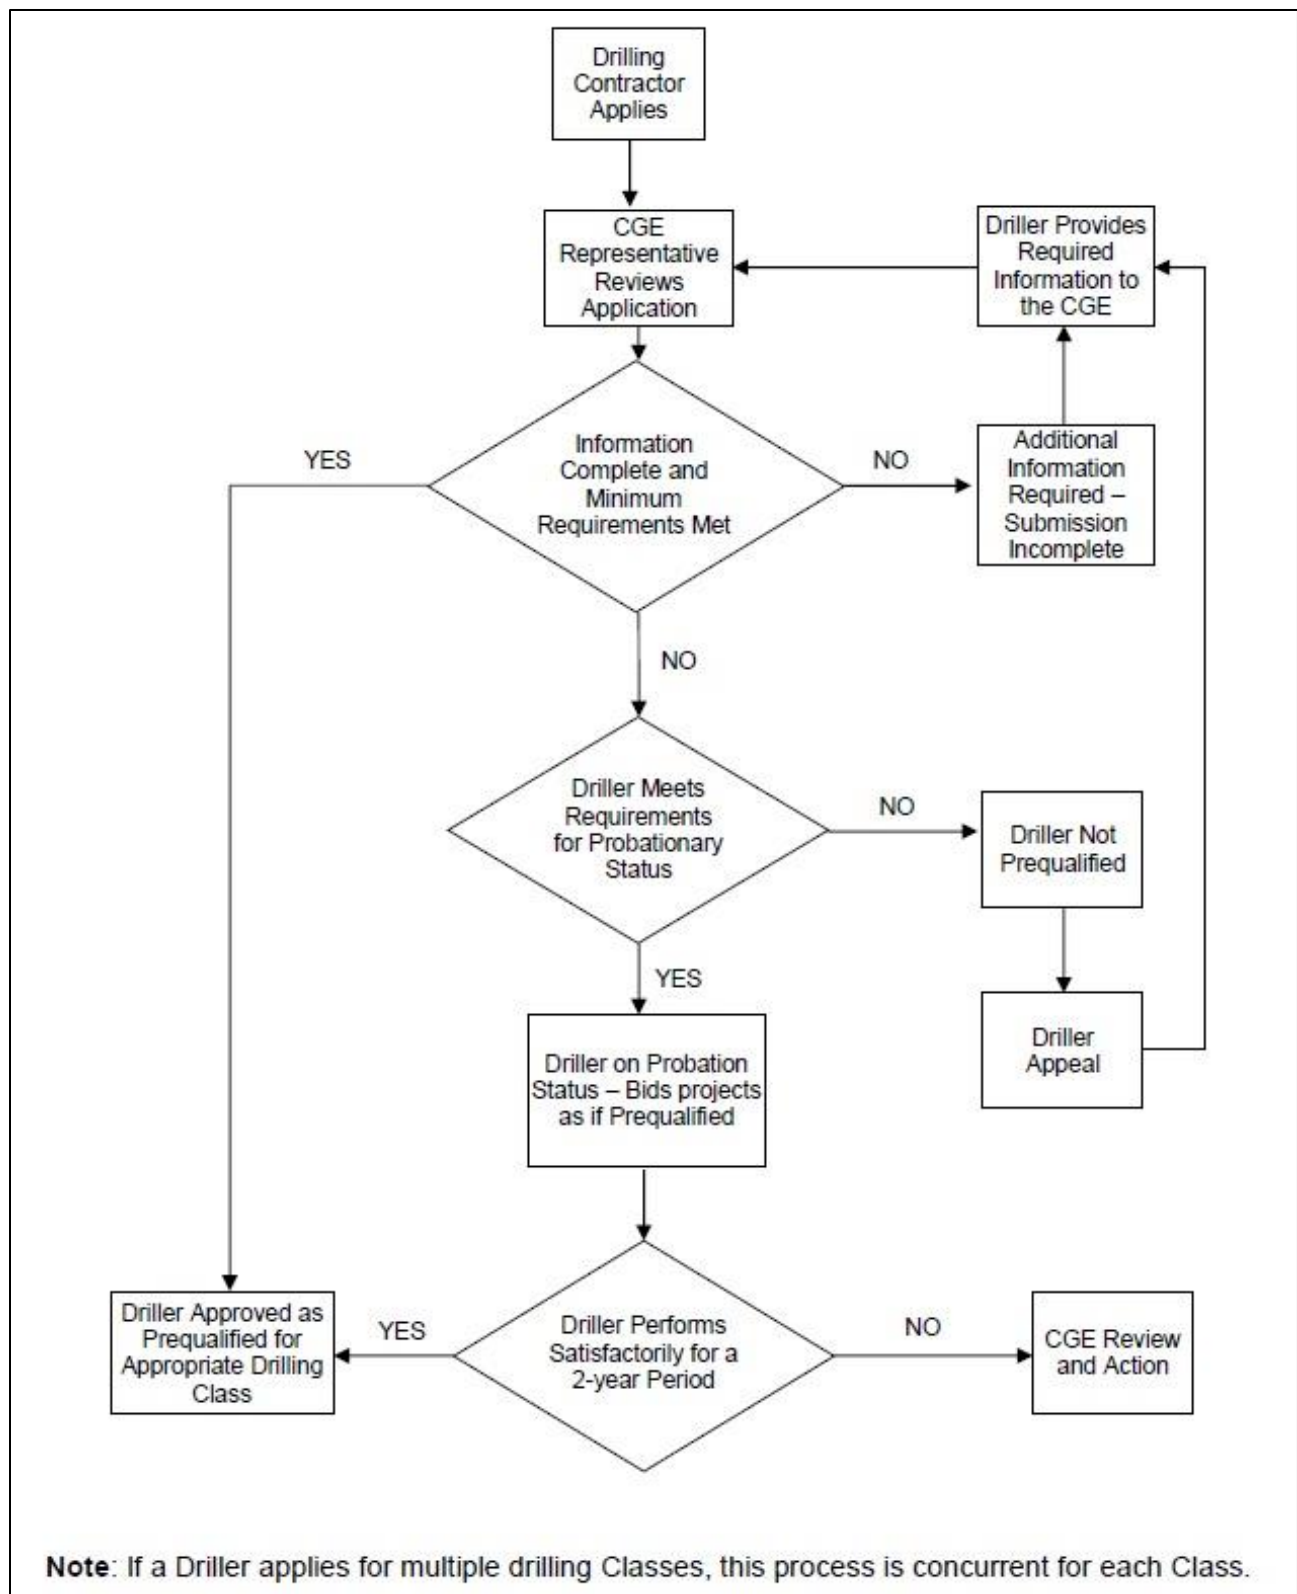 Drilling
Contractor
Applies
CGE
Representative
Reviews
Application
Driller Provides
Required
Information to
the CGE
Information
Complete and
Minimum
Requirements Met
YES
NO
Additional
Information
Required –
Submission
Incomplete
NO
Driller Meets
Requirements
for Probationary
Status
NO
Driller Not
Prequalified
YES
Driller
Appeal
Driller on Probation
Status – Bids projects
as if Prequalified
Driller Performs
Satisfactorily for a
2-year Period
YES
Driller Approved as
Prequalified for
Appropriate Drilling
Class
NO
CGE Review
and Action
Note: If a Driller applies for multiple drilling Classes, this process is concurrent for each Class.